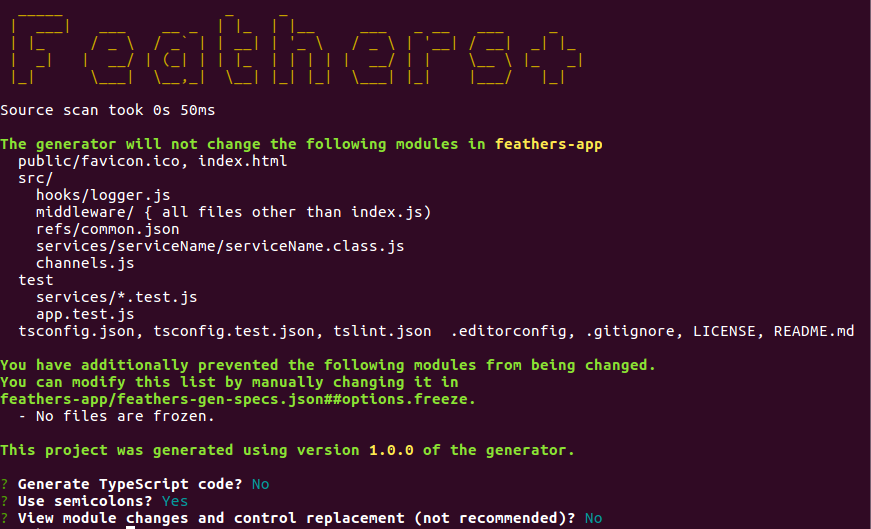 Feathers+
Source scan took 0s 50ms
The generator will not change the following modules in feathers-app
public/favicon.ico, index.html
src/
hooks/logger.js
middleware/ { all files other than index.js)
refs/common.json
services/serviceName/serviceName.class.js
channels.js
test
services/*.test.js
app.test.js
tsconfig.json, tsconfig.test.json, tslint.json  .editorconfig, .gitignore, LICENSE, README.md
You have additionally prevented the following modules from being changed.
You can modify this list by manually changing it in
feathers-app/feathers-gen-specs.json##options.freeze.
- No files are frozen.
This project was generated using version 1.0.0 of the generator.
? Generate TypeScript code? No
? Use semicolons? Yes
? View module changes and control replacement (not recommended)? No